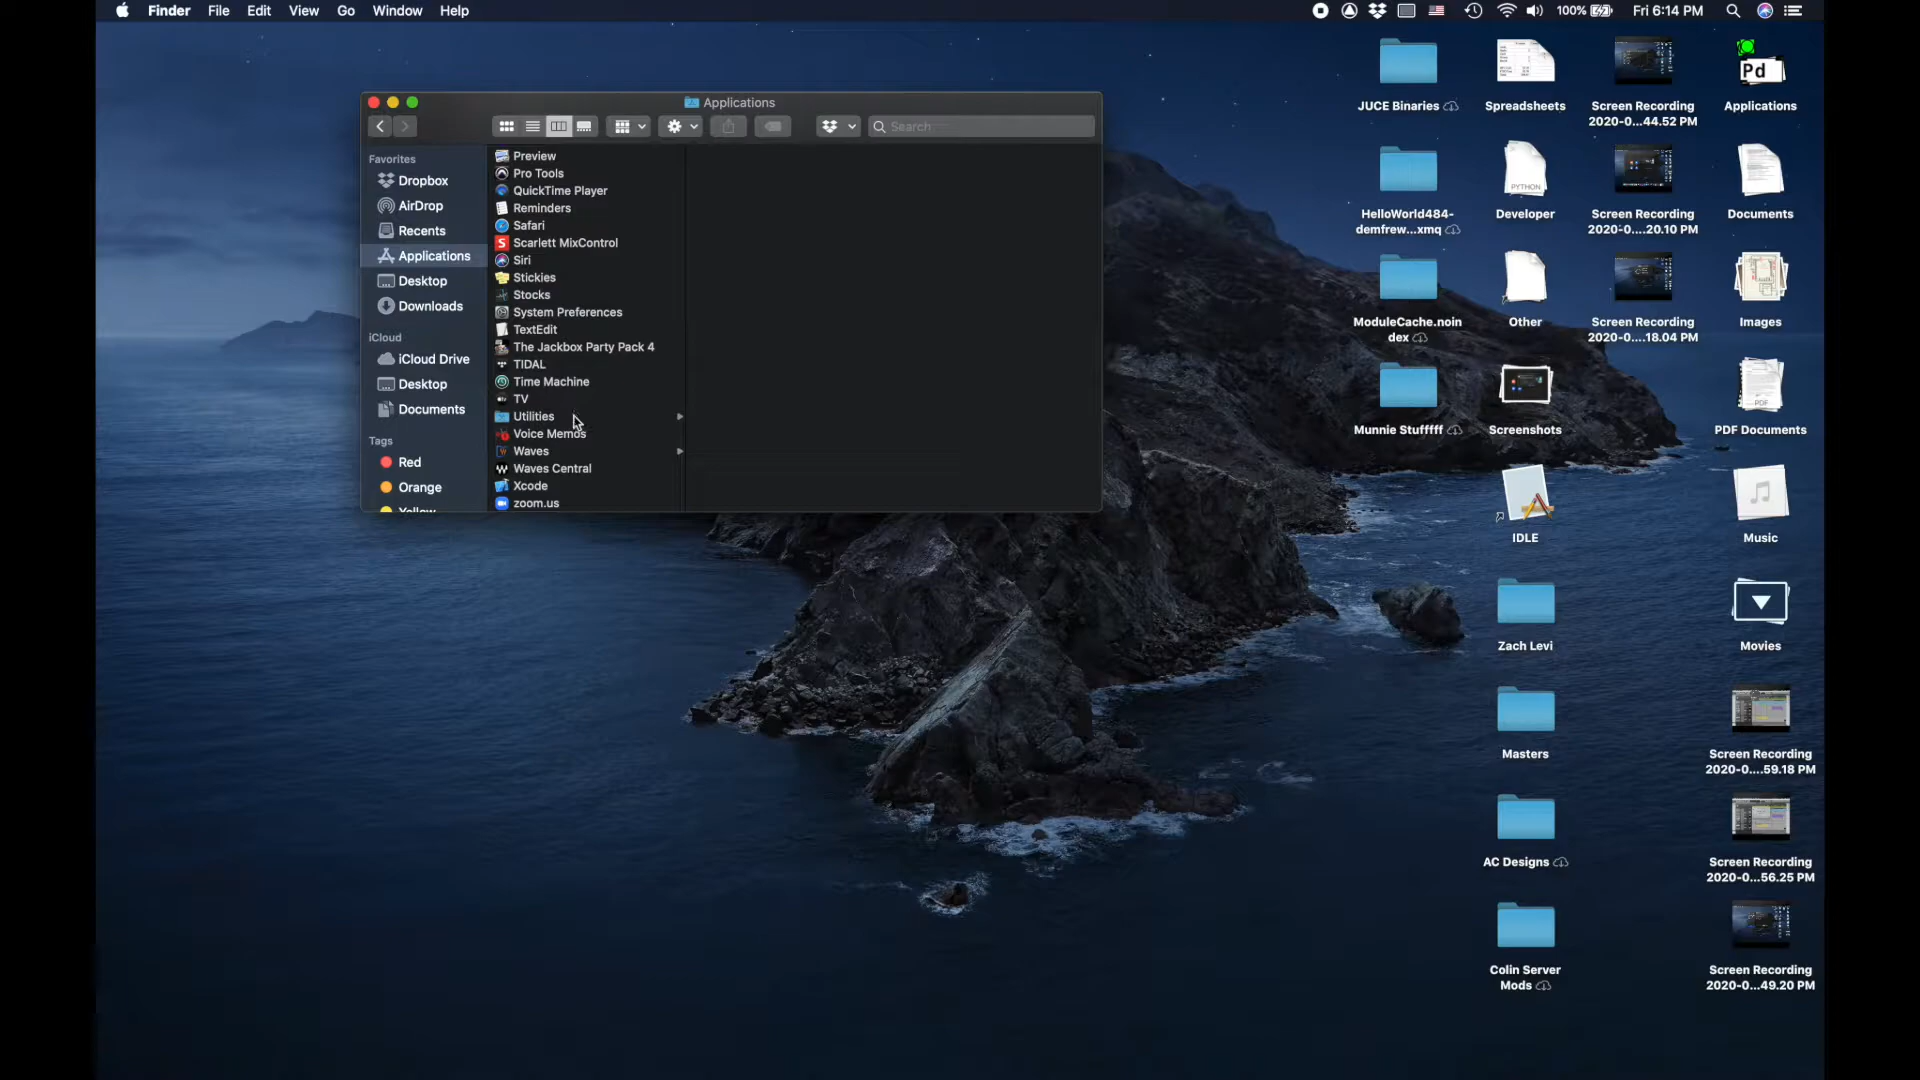 Finder File Edit View Go Window Help
100% Fri 6:14 PM
Applications
Search
Favorites
Dropbox
AirDrop
Recents
Applications
Desktop
Downloads
iCloud
iCloud Drive
Desktop
Documents
Tags
Red
Orange
Yellow
Preview
Pro Tools
QuickTime Player
Reminders
Safari
Scarlett MixControl
Siri
Stickies
Stocks
System Preferences
TextEdit
The Jackbox Party Pack 4
TIDAL
Time Machine
TV
Utilities
Voice Memos
Waves
Waves Central
Xcode
zoom.us
JUCE Binaries
HelloWorld484-
demfrew...xmq
ModuleCache.noin
dex
Munnie Stufffff
Spreadsheets
PYTHON
Developer
Other
Screenshots
IDLE
Zach Levi
Masters
AC Designs
Colin Server
Mods
Screen Recording
2020-0...44.52 PM
Screen Recording
2020-0....20.10 PM
Screen Recording
2020-0....18.04 PM
Pd
Applications
Documents
Images
PDF
PDF Documents
Music
Movies
Screen Recording
2020-0....59.18 PM
Screen Recording
2020-0...56.25 PM
Screen Recording
2020-0...49.20 PM